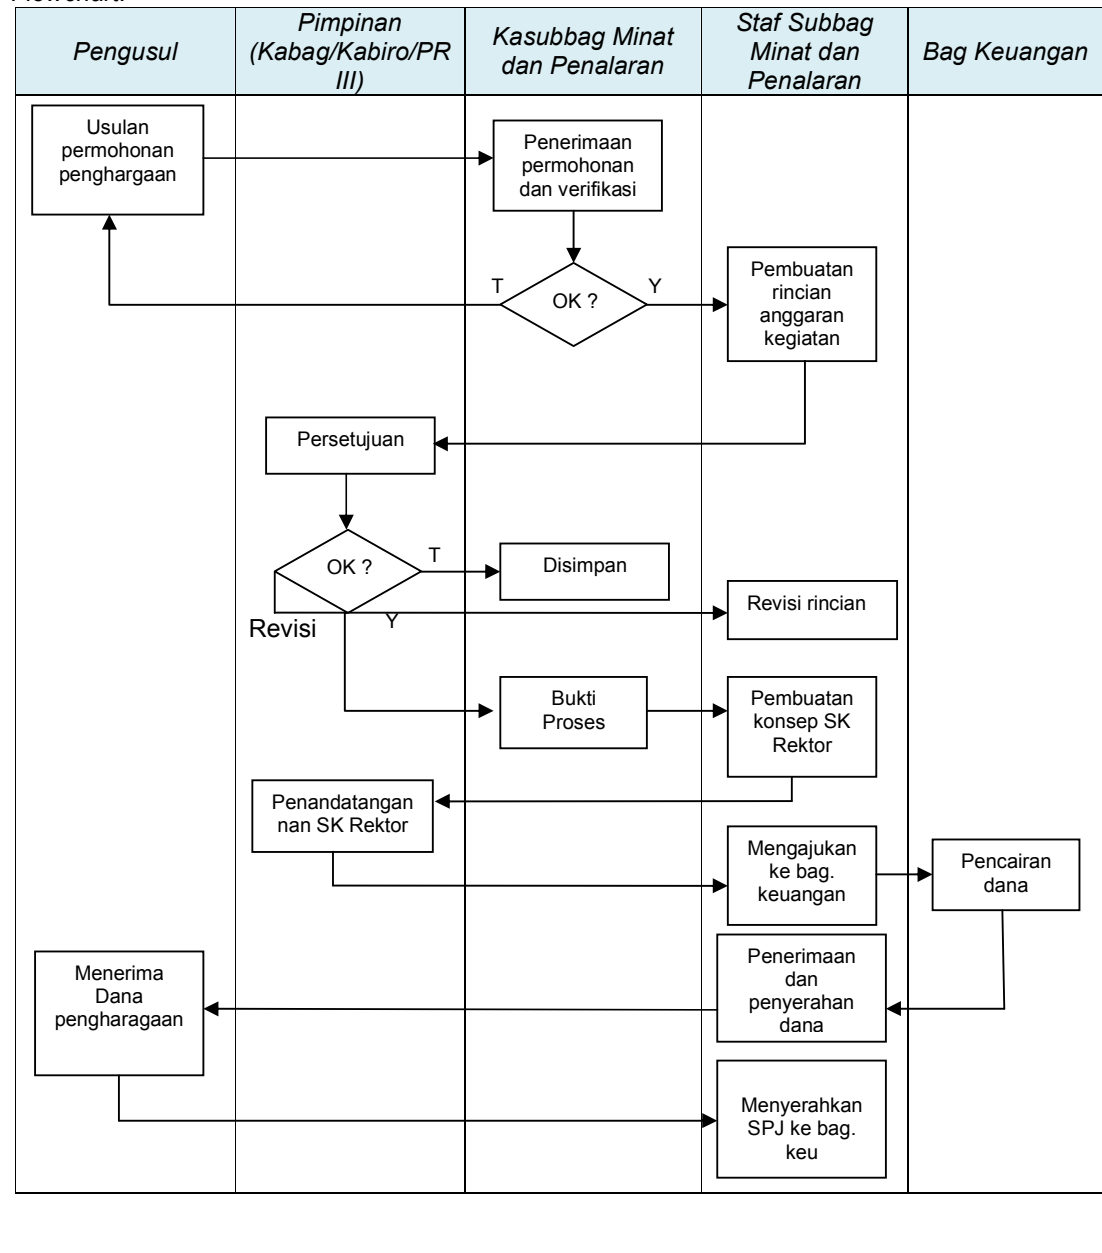 Flowchart:
Pengusul
Pimpinan
(Kabag/Kabiro/PR
III)
Kasubbag Minat
dan Penalaran
Staf Subbag
Minat dan
Penalaran
Bag Keuangan
Usulan
permohonan
penghargaan
Penerimaan
permohonan
dan verifikasi
T
OK ?
Y
Pembuatan
rincian
anggaran
kegiatan
Persetujuan
OK ?
T
Disimpan
Revisi rincian
Revisi
Y
Bukti
Proses
Pembuatan
konsep SK
Rektor
Penandatangan
nan SK Rektor
Mengajukan
ke bag.
keuangan
Pencairan
dana
Penerimaan
dan
penyerahan
dana
Menerima
Dana
pengharagaan
Menyerahkan
SPJ ke bag.
keu